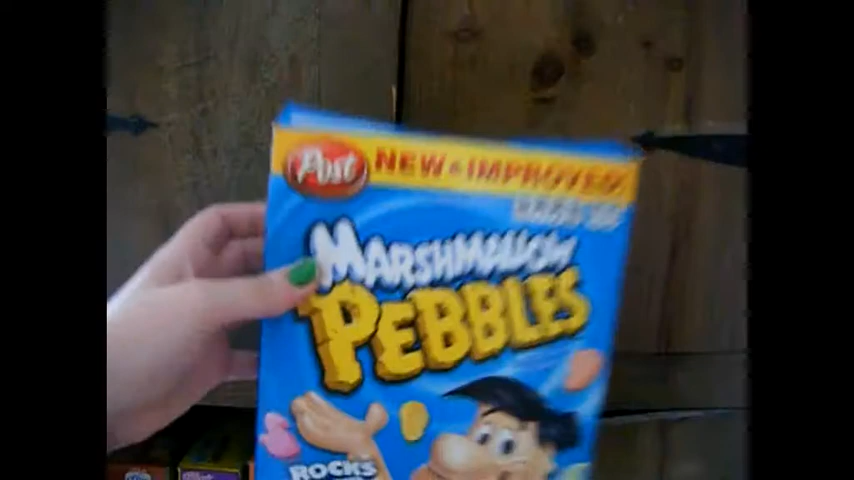 Post
NEW & IMPROVED!
MARSHMALLOW
PEBBLES
ROCKS